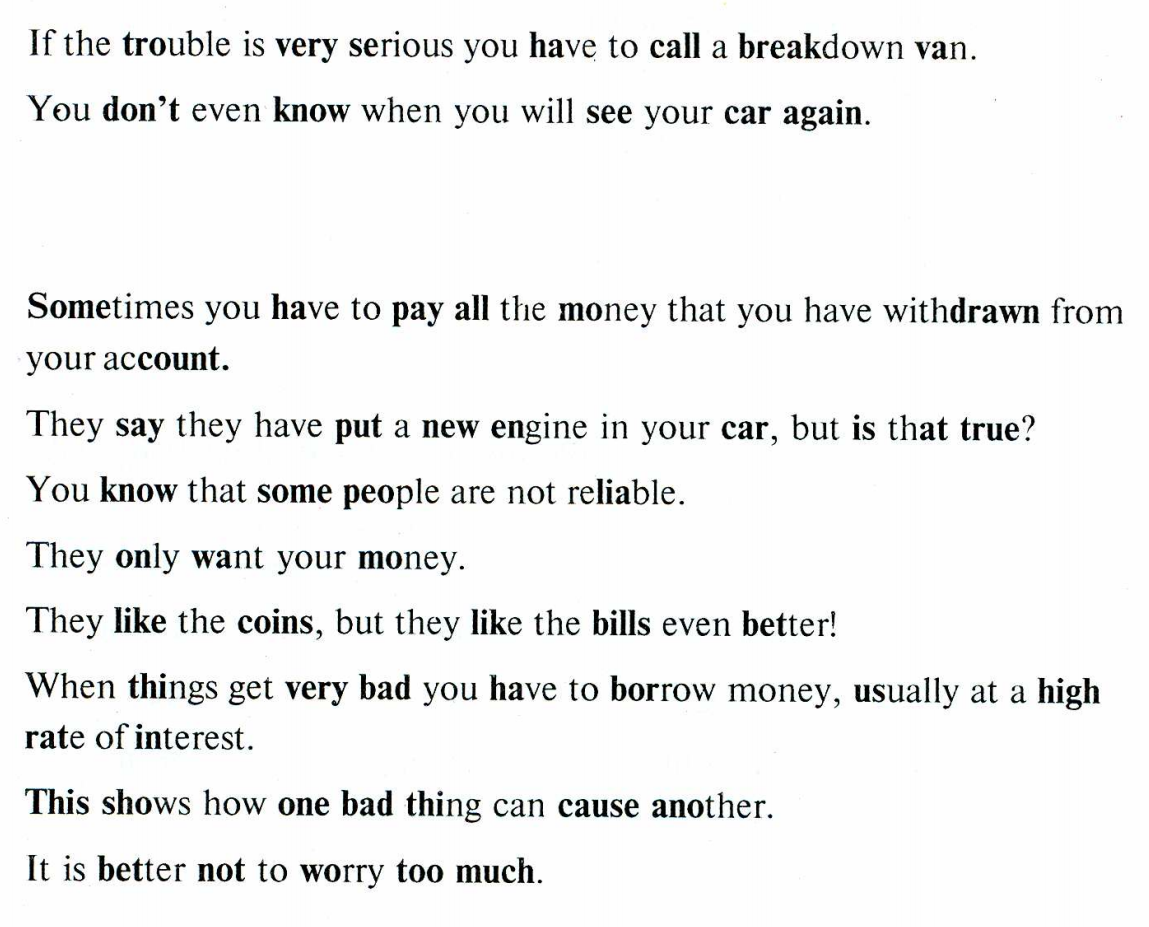 If the trouble is very serious you have to call a breakdown van.
You don't even know when you will see your car again.
Sometimes you have to pay all the money that you have withdrawn from
your account.
They say they have put a new engine in your car, but is that true?
You know that some people are not reliable.
They only want your money.
They like the coins, but they like the bills even better!
When things get very bad you have to borrow money, usually at a high
rate of interest.
This shows how one bad thing can cause another.
It is better not to worry too much.